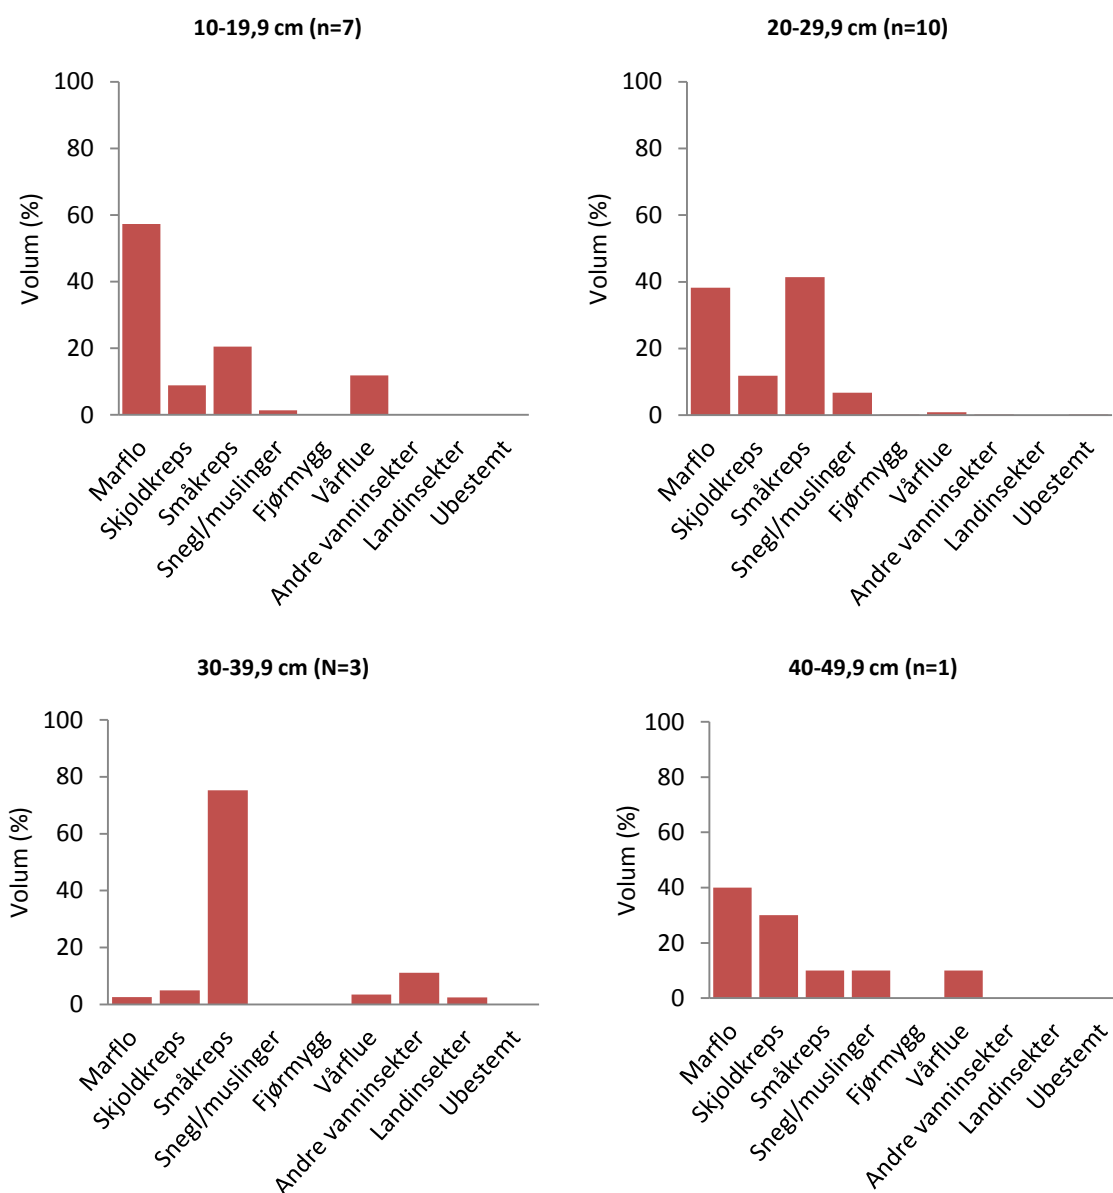 10-19,9 cm (n=7)
Volum (%)
100
80
60
40
20
0
Marflo
Skjoldkreps
Småkreps
Snegl/muslinger
Fjørmygg
Vårflue
Andre vanninsekter
Landinsekter
Ubestemt
20-29,9 cm (n=10)
Volum (%)
100
80
60
40
20
0
Marflo
Skjoldkreps
Småkreps
Snegl/muslinger
Fjørmygg
Vårflue
Andre vanninsekter
Landinsekter
Ubestemt
30-39,9 cm (N=3)
Volum (%)
100
80
60
40
20
0
Marflo
Skjoldkreps
Småkreps
Snegl/muslinger
Fjørmygg
Vårflue
Andre vanninsekter
Landinsekter
Ubestemt
40-49,9 cm (n=1)
Volum (%)
100
80
60
40
20
0
Marflo
Skjoldkreps
Småkreps
Snegl/muslinger
Fjørmygg
Vårflue
Andre vanninsekter
Landinsekter
Ubestemt